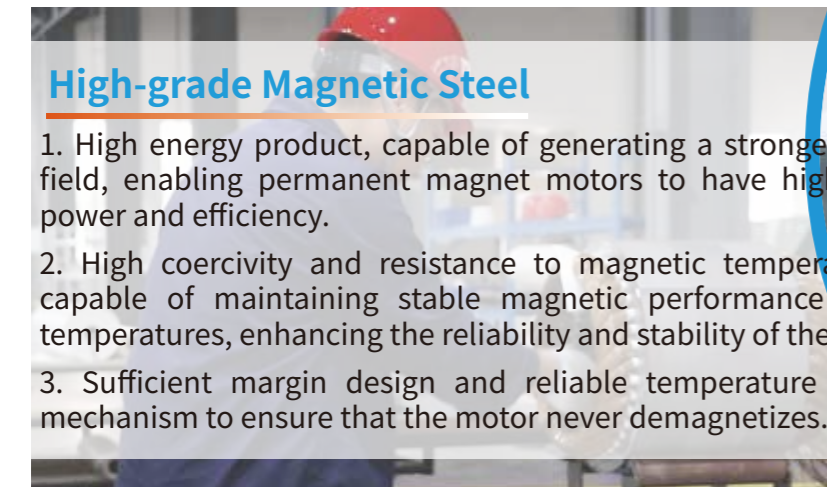 High-grade Magnetic Steel
1. High energy product, capable of generating a stronge
field, enabling permanent magnet motors to have hig
power and efficiency.
2. High coercivity and resistance to magnetic tempera
capable of maintaining stable magnetic performance
temperatures, enhancing the reliability and stability of the
3. Sufficient margin design and reliable temperature
mechanism to ensure that the motor never demagnetizes.